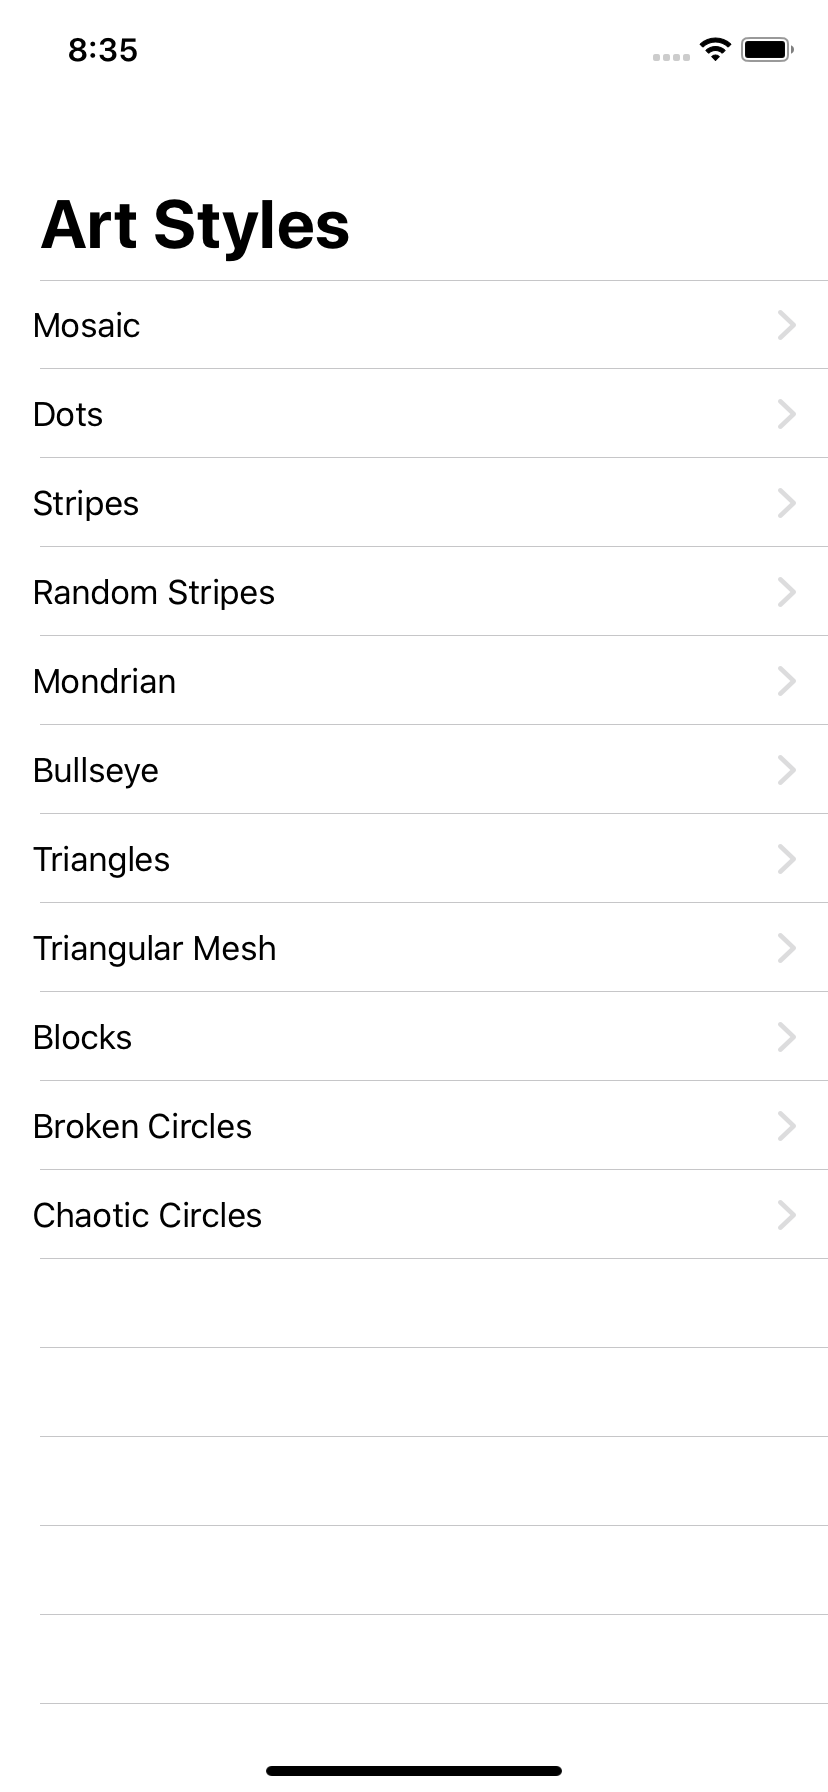 8:35
Art Styles
Mosaic
Dots
Stripes
Random Stripes
Mondrian
Bullseye
Triangles
Triangular Mesh
Blocks
Broken Circles
Chaotic Circles